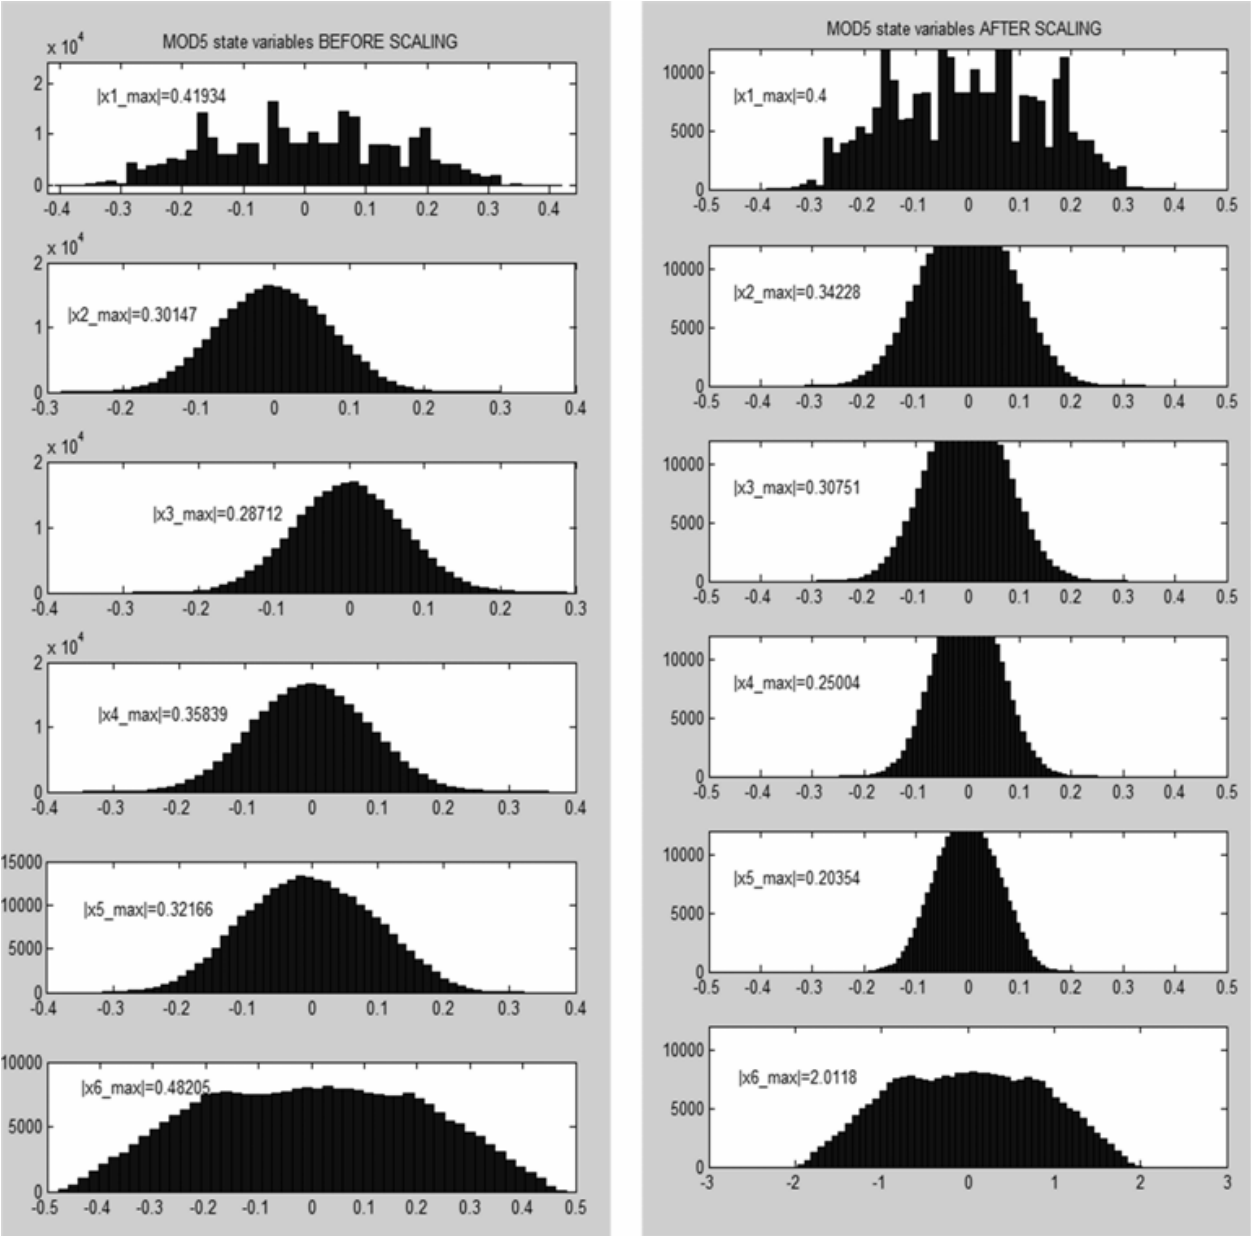 MOD5 state variables BEFORE SCALING
x 10^4
2
1
0
|x1_max|=0.41934
-0.4 -0.3 -0.2 -0.1 0 0.1 0.2 0.3 0.4
x 10^4
2
1
0
|x2_max|=0.30147
-0.3 -0.2 -0.1 0 0.1 0.2 0.3 0.4
x 10^4
2
1
0
|x3_max|=0.28712
-0.4 -0.3 -0.2 -0.1 0 0.1 0.2 0.3
x 10^4
2
1
0
|x4_max|=0.35839
-0.4 -0.3 -0.2 -0.1 0 0.1 0.2 0.3 0.4
15000
10000
5000
0
|x5_max|=0.32166
-0.4 -0.3 -0.2 -0.1 0 0.1 0.2 0.3 0.4
10000
5000
0
|x6_max|=0.48205
-0.5 -0.4 -0.3 -0.2 -0.1 0 0.1 0.2 0.3 0.4 0.5
MOD5 state variables AFTER SCALING
10000
5000
0
|x1_max|=0.4
-0.5 -0.4 -0.3 -0.2 -0.1 0 0.1 0.2 0.3 0.4 0.5
10000
5000
0
|x2_max|=0.34228
-0.5 -0.4 -0.3 -0.2 -0.1 0 0.1 0.2 0.3 0.4 0.5
10000
5000
0
|x3_max|=0.30751
-0.5 -0.4 -0.3 -0.2 -0.1 0 0.1 0.2 0.3 0.4 0.5
10000
5000
0
|x4_max|=0.25004
-0.5 -0.4 -0.3 -0.2 -0.1 0 0.1 0.2 0.3 0.4 0.5
10000
5000
0
|x5_max|=0.20354
-0.5 -0.4 -0.3 -0.2 -0.1 0 0.1 0.2 0.3 0.4 0.5
10000
5000
0
|x6_max|=2.0118
-3 -2 -1 0 1 2 3